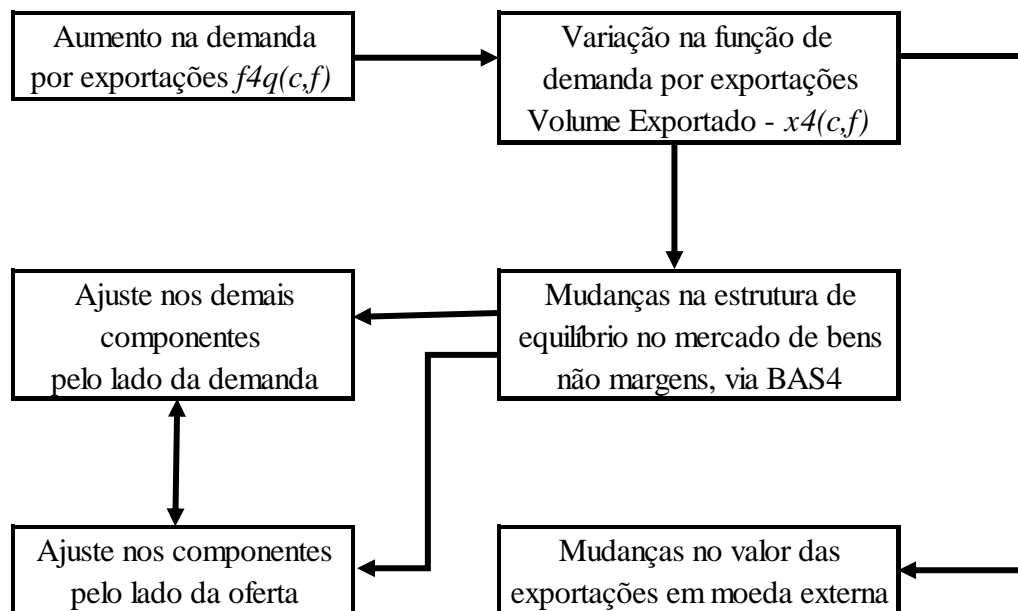 Aumento na demanda
por exportações f4q(c,f)
Variação na função de
demanda por exportações
Volume Exportado - x4(c,f)
Ajuste nos demais
componentes
pelo lado da demanda
Mudanças na estrutura de
equilíbrio no mercado de bens
não margens, via BAS4
Ajuste nos componentes
pelo lado da oferta
Mudanças no valor das
exportações em moeda externa